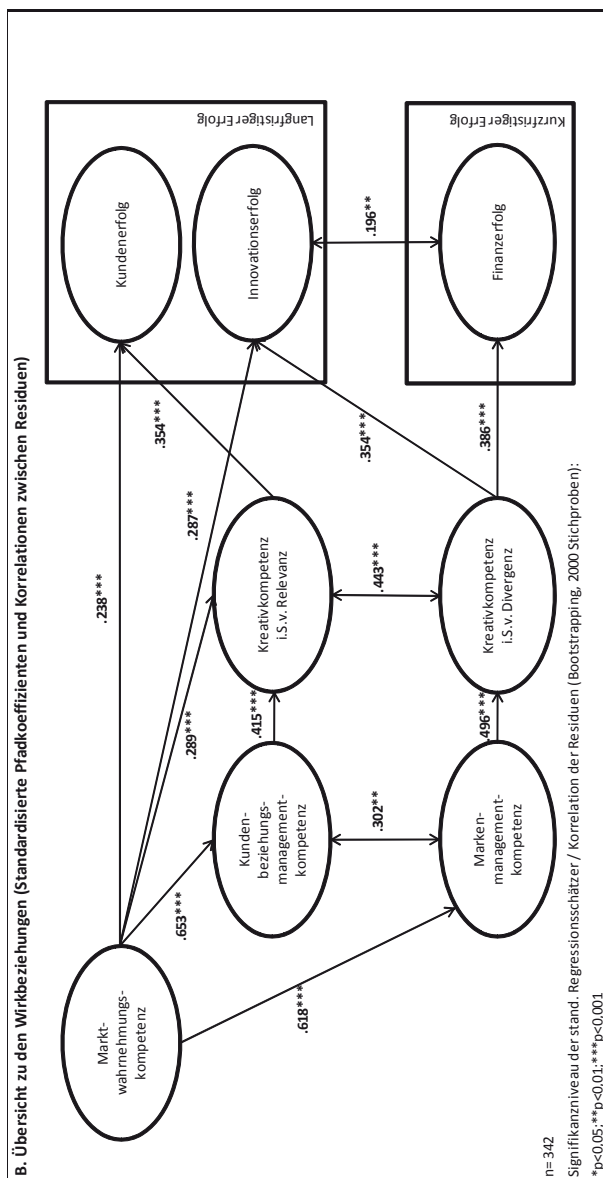 B. Übersicht zu den Wirkbeziehungen (Standardisierte Pfadkoeffizienten und Korrelationen zwischen Residuen)
Markt-
wahrnehmungs-
kompetenz
.238***
.287***
.289***
.653***
.618***
Kunden-
beziehungs-
management-
kompetenz
.302**
Marken-
management-
kompetenz
.415***
.496***
Kreativkompetenz
i.S.v. Relevanz
.443***
Kreativkompetenz
i.S.v. Divergenz
.354***
.354***
.386***
Kundenerfolg
Innovationserfolg
Langfristiger Erfolg
.196**
Finanzerfolg
Kurzfristiger Erfolg
n= 342
Signifikanzniveau der stand. Regressionsschätzer / Korrelation der Residuen (Bootstrapping, 2000 Stichproben):
*p<0.05; **p<0.01; ***p<0.001